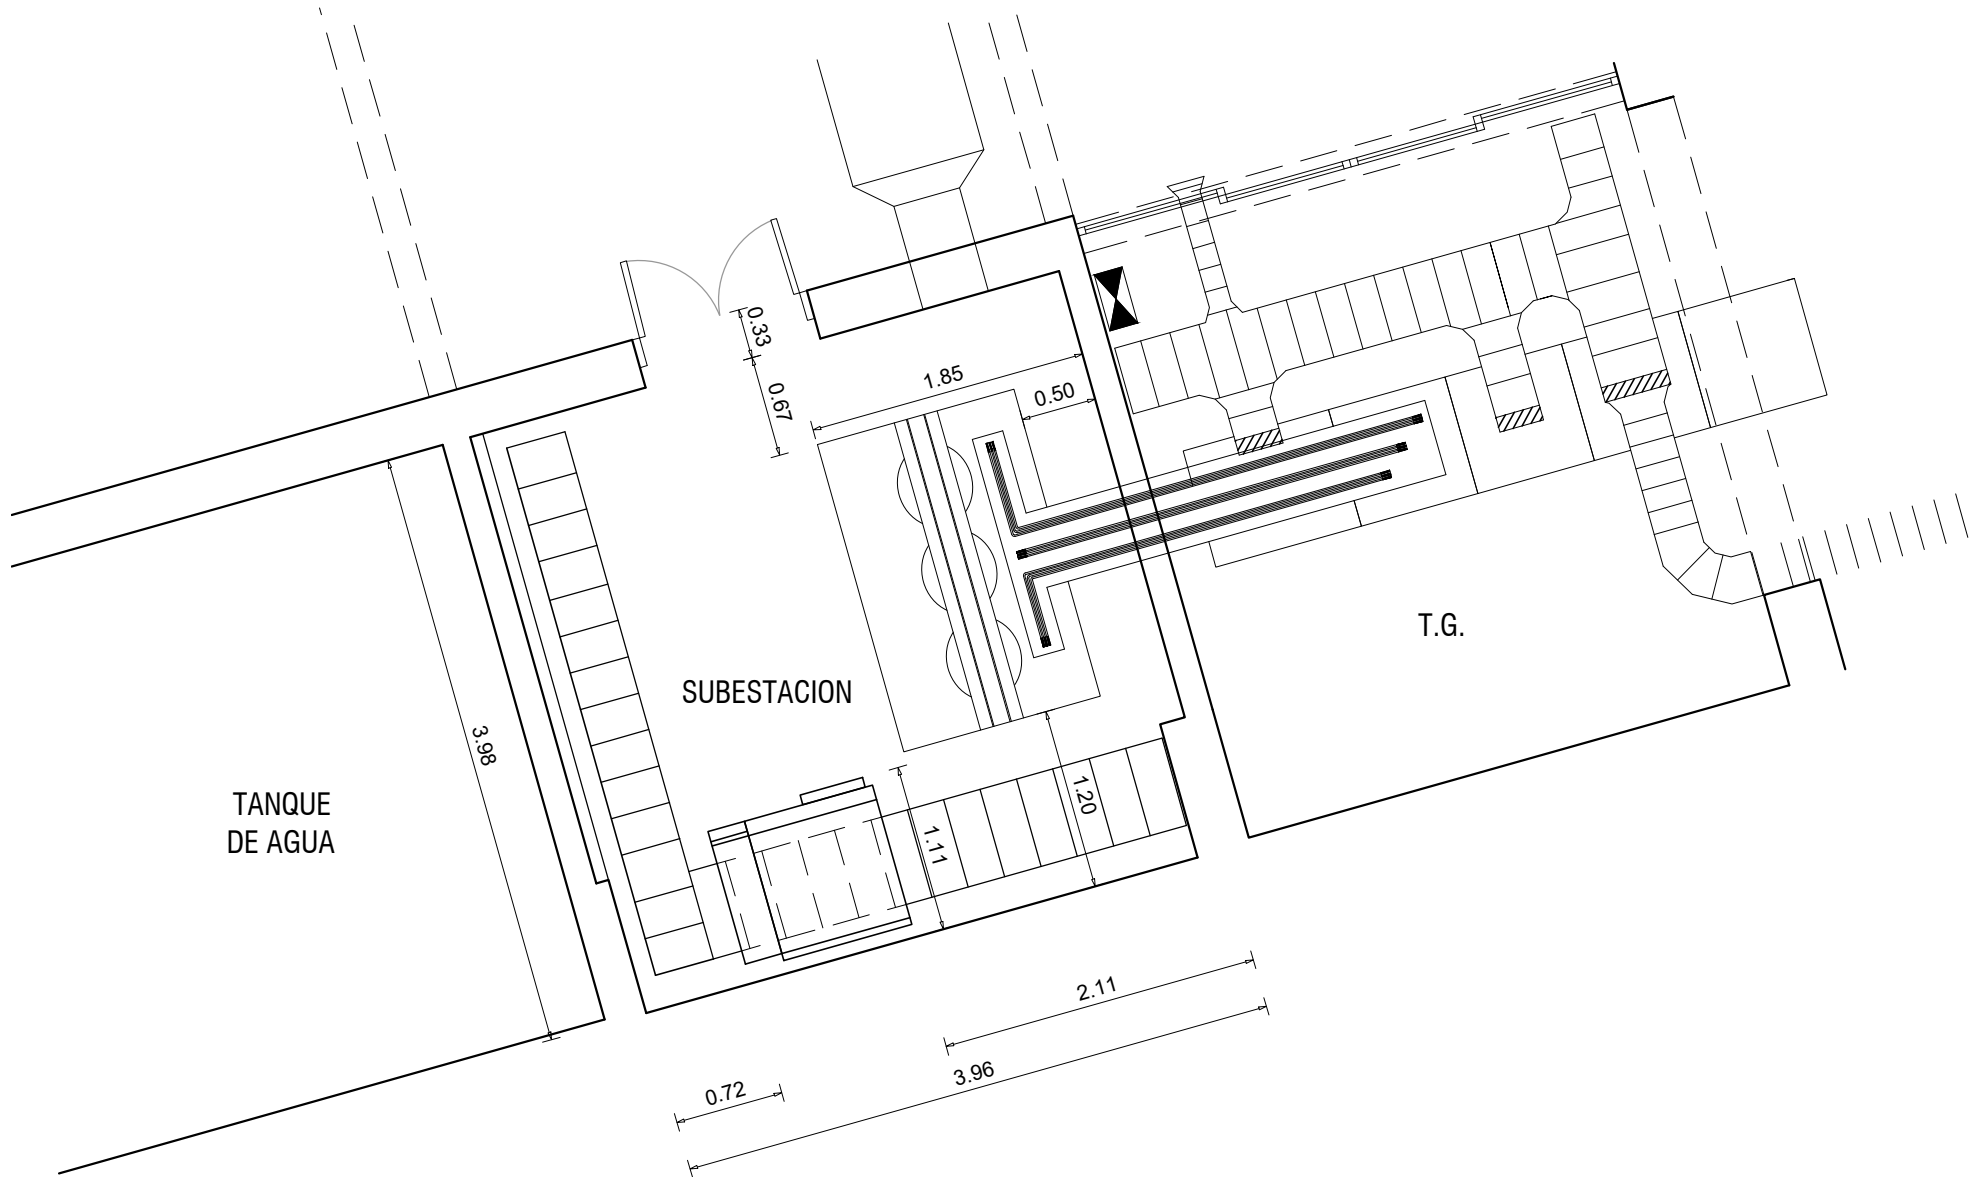 0.33
0.67
1.85
0.50
T.G.
SUBESTACION
3.98
TANQUE
DE AGUA
1.20
1.11
2.11
3.96
0.72